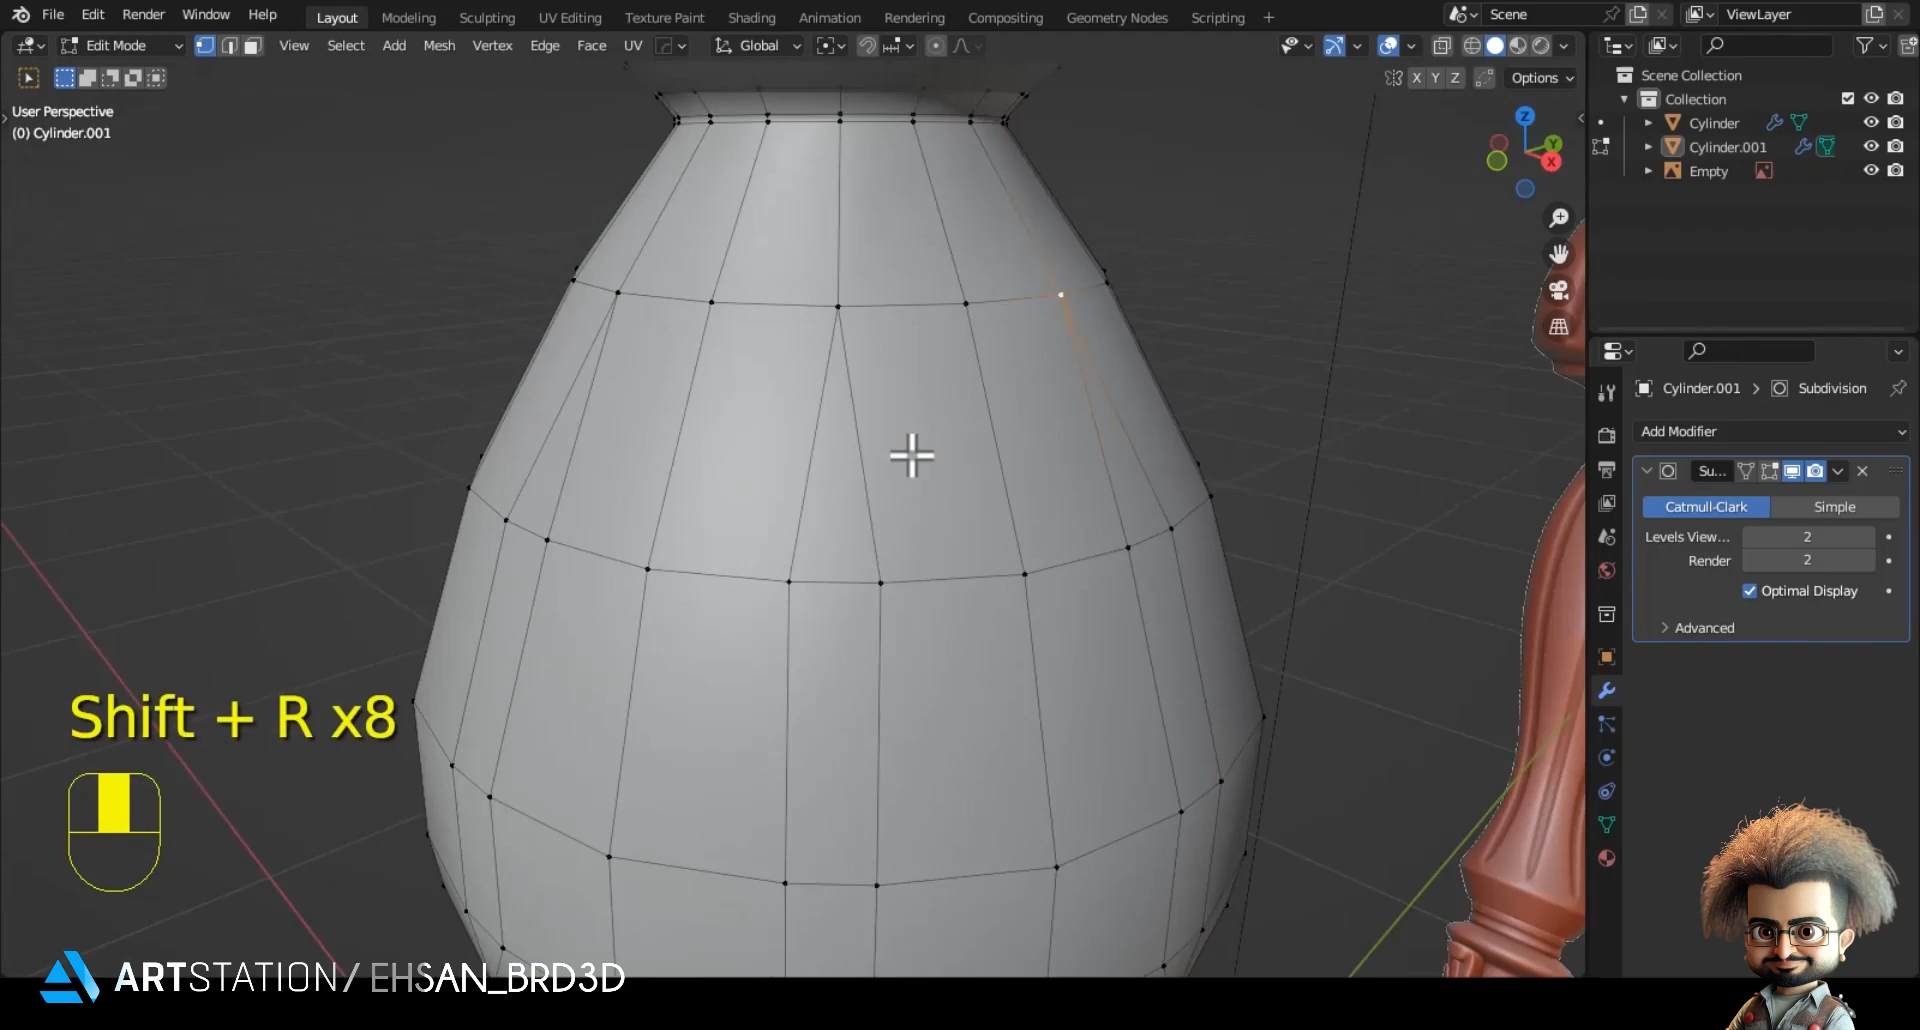 File Edit Render Window Help Layout Modeling Sculpting UV Editing Texture Paint Shading Animation Rendering Compositing Geometry Nodes Scripting + Scene ViewLayer
Edit Mode View Select Add Mesh Vertex Edge Face UV Global
X Y Z Options
User Perspective
(0) Cylinder.001
Z
Y
X
Scene Collection
Collection
Cylinder
Cylinder.001
Empty
Cylinder.001 > Subdivision
Add Modifier
Su...
Catmull-Clark Simple
Levels View... 2
Render 2
Optimal Display
Advanced
Shift + R x8
ARTSTATION/ EHSAN_BRD3D